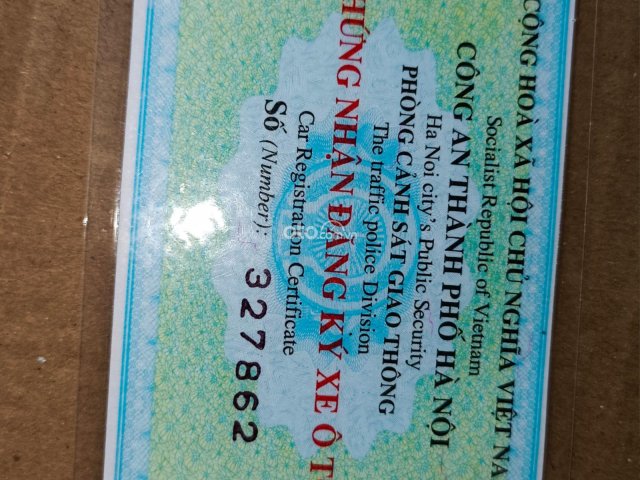 CỘNG HOÀ XÃ HỘI CHỦ NGHĨA VIỆT NA
Socialist Republic of Vietnam
CÔNG AN THÀNH PHỐ HÀ NỘI
Ha Noi city's Public Security
PHÒNG CẢNH SÁT GIAO THÔNG
The traffic police Division
HỨNG NHẬN ĐĂNG KÝ XE Ô T
Car Registration Certificate
Số (Number): 327862